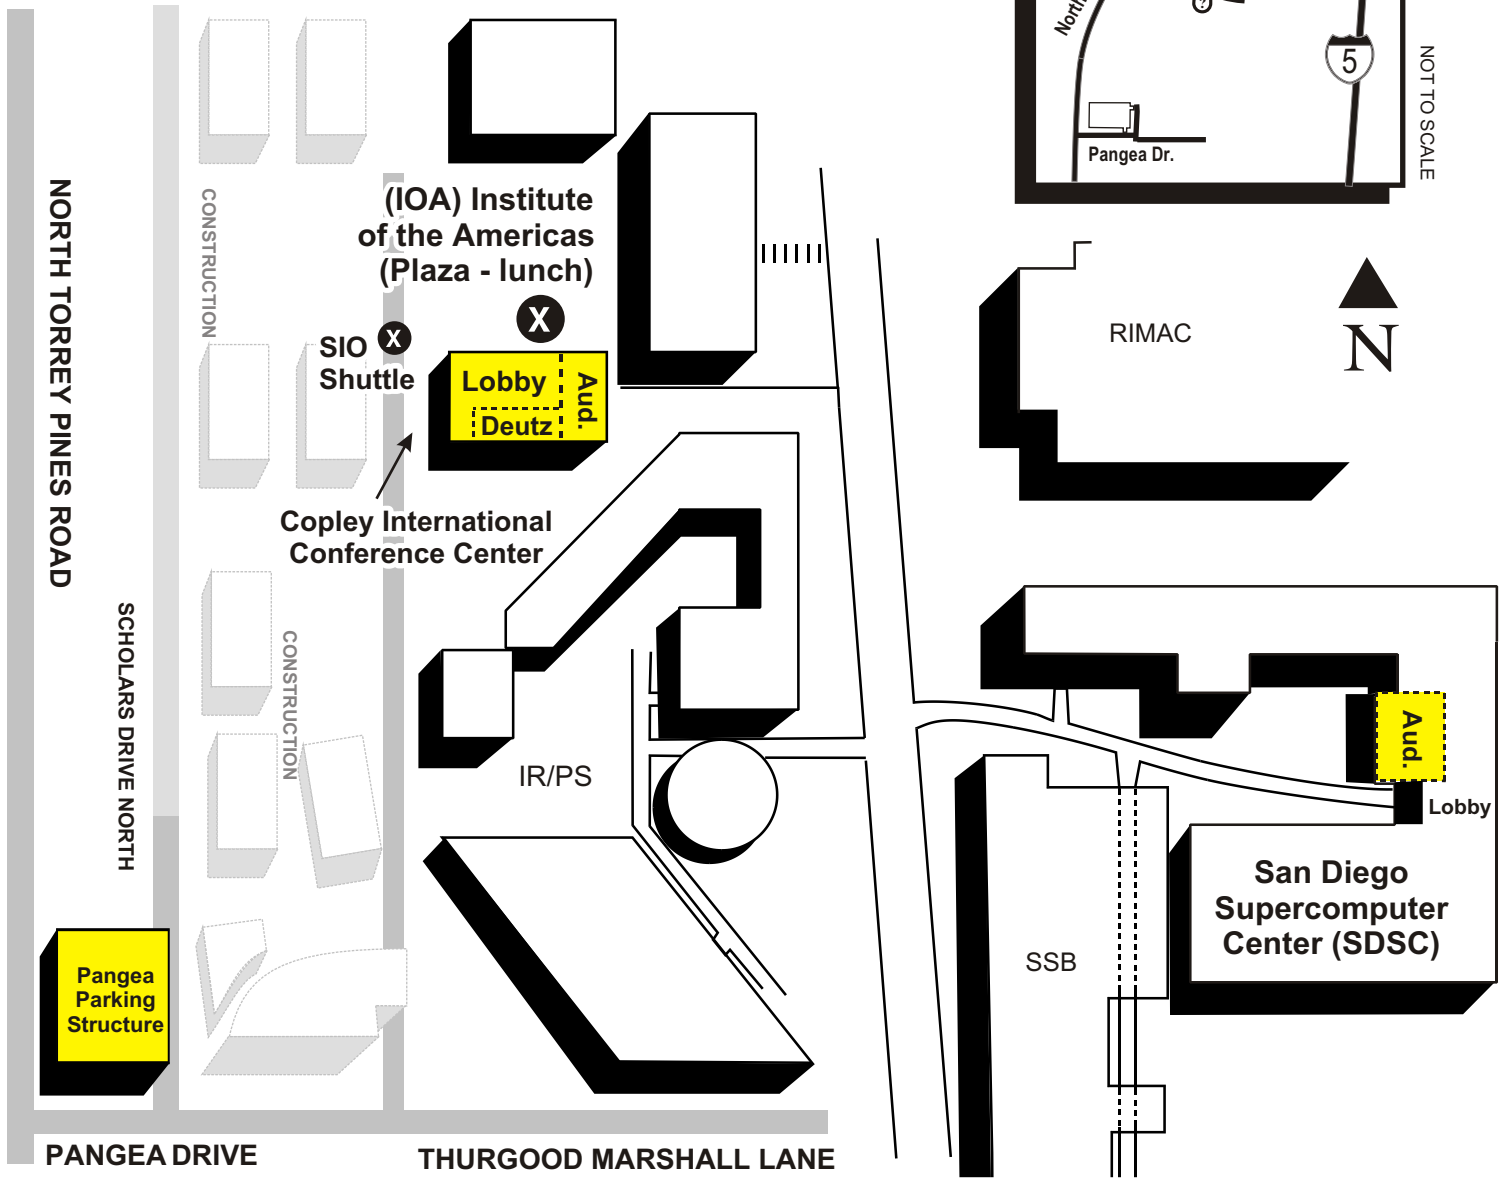 North
?
5
Pangea Dr.
NOT TO SCALE
NORTH TORREY PINES ROAD
CONSTRUCTION
(IOA) Institute
of the Americas
(Plaza - lunch)
X
SIO
Shuttle
X
Lobby
Aud.
Deutz
Copley International
Conference Center
RIMAC
N
SCHOLARS DRIVE NORTH
CONSTRUCTION
IR/PS
Aud.
Lobby
San Diego
Supercomputer
Center (SDSC)
SSB
Pangea
Parking
Structure
PANGEA DRIVE
THURGOOD MARSHALL LANE